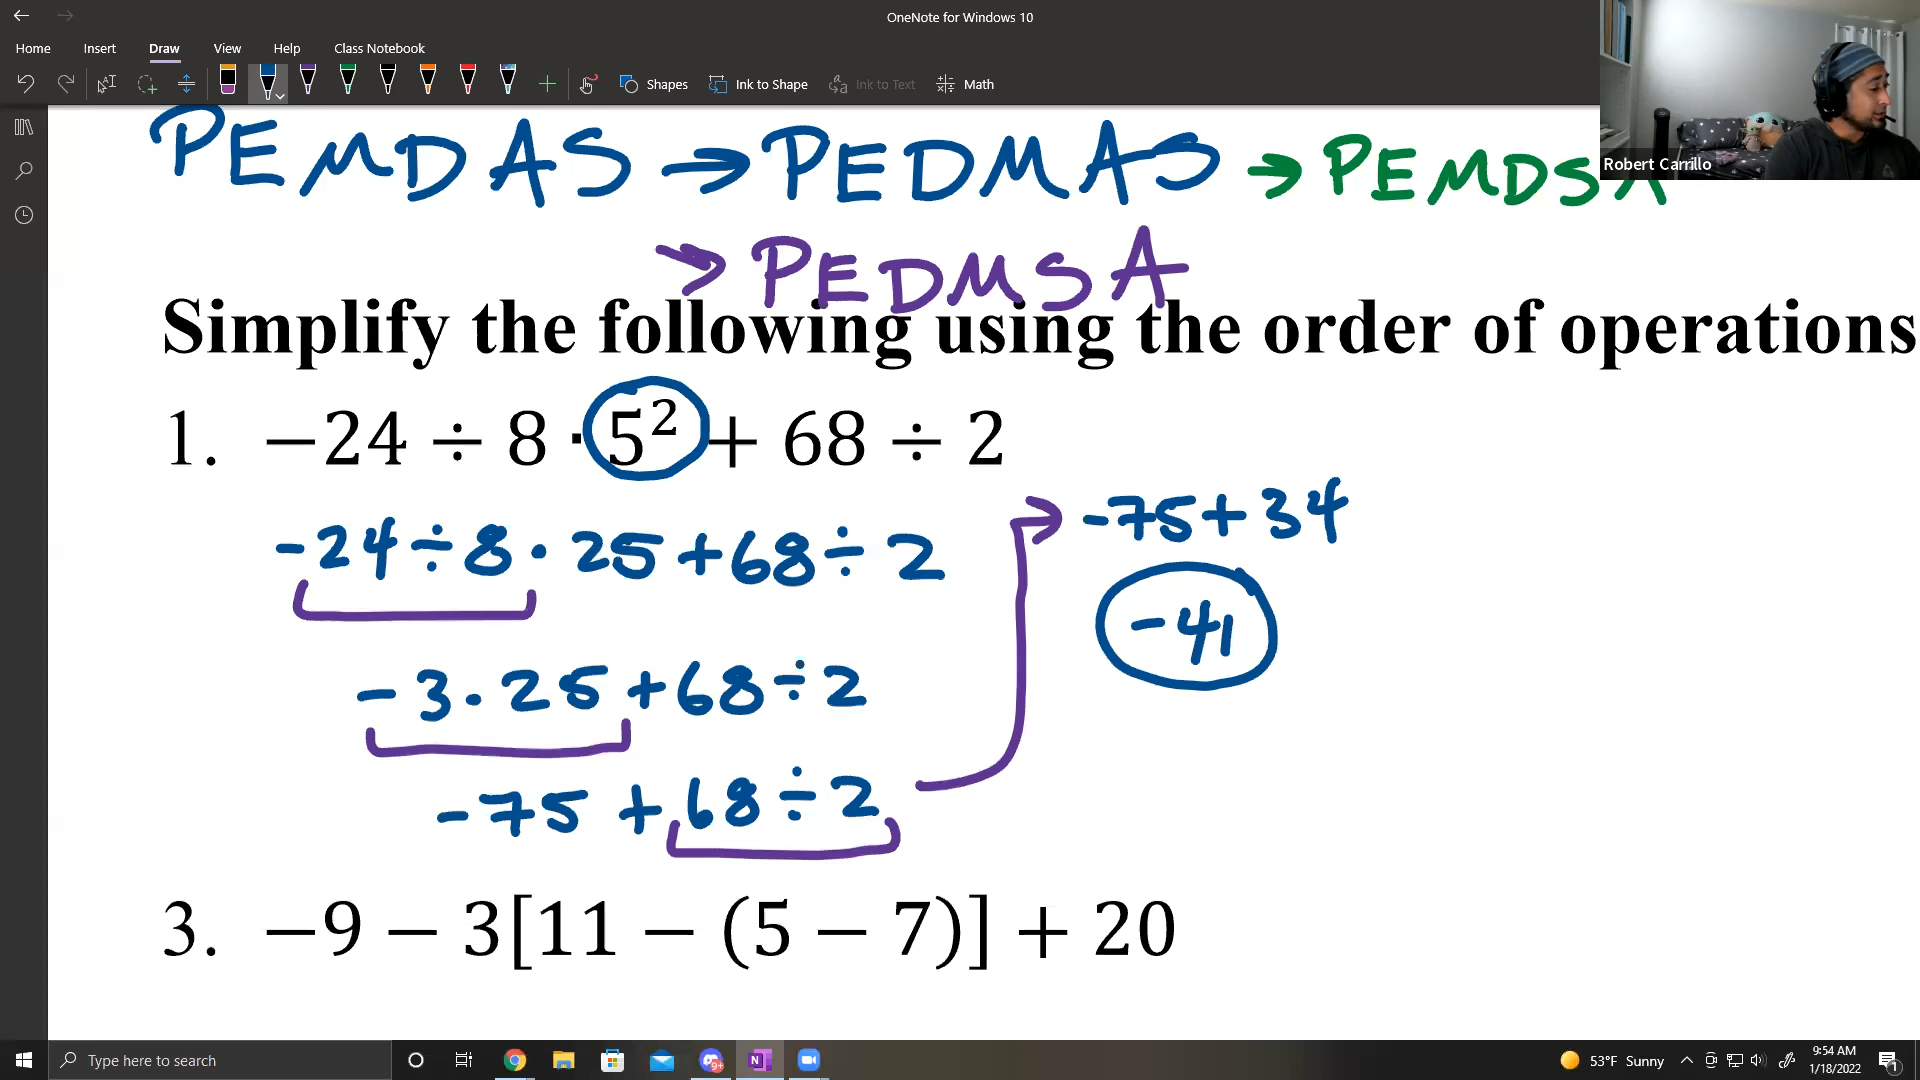 OneNote for Windows 10
Home Insert Draw View Help Class Notebook
Shapes Ink to Shape Ink to Text Math
Robert Carrillo
PEMDAS → PEDMAS → PEMDSA
→ PEDMSA
Simplify the following using the order of operations
1. −24 ÷ 8 · 5² + 68 ÷ 2
-24 ÷ 8 · 25 + 68 ÷ 2
-3 · 25 + 68 ÷ 2
-75 + 68 ÷ 2
-75 + 34
-41
3. −9 − 3[11 − (5 − 7)] + 20
Type here to search
53°F Sunny
9:54 AM
1/18/2022